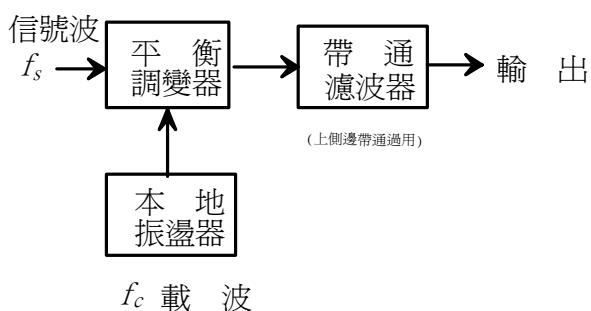 信號波
fs
平 衡
調變器
帶 通
濾波器
輸 出
(上側邊帶通過用)
本 地
振盪器
fc 載 波